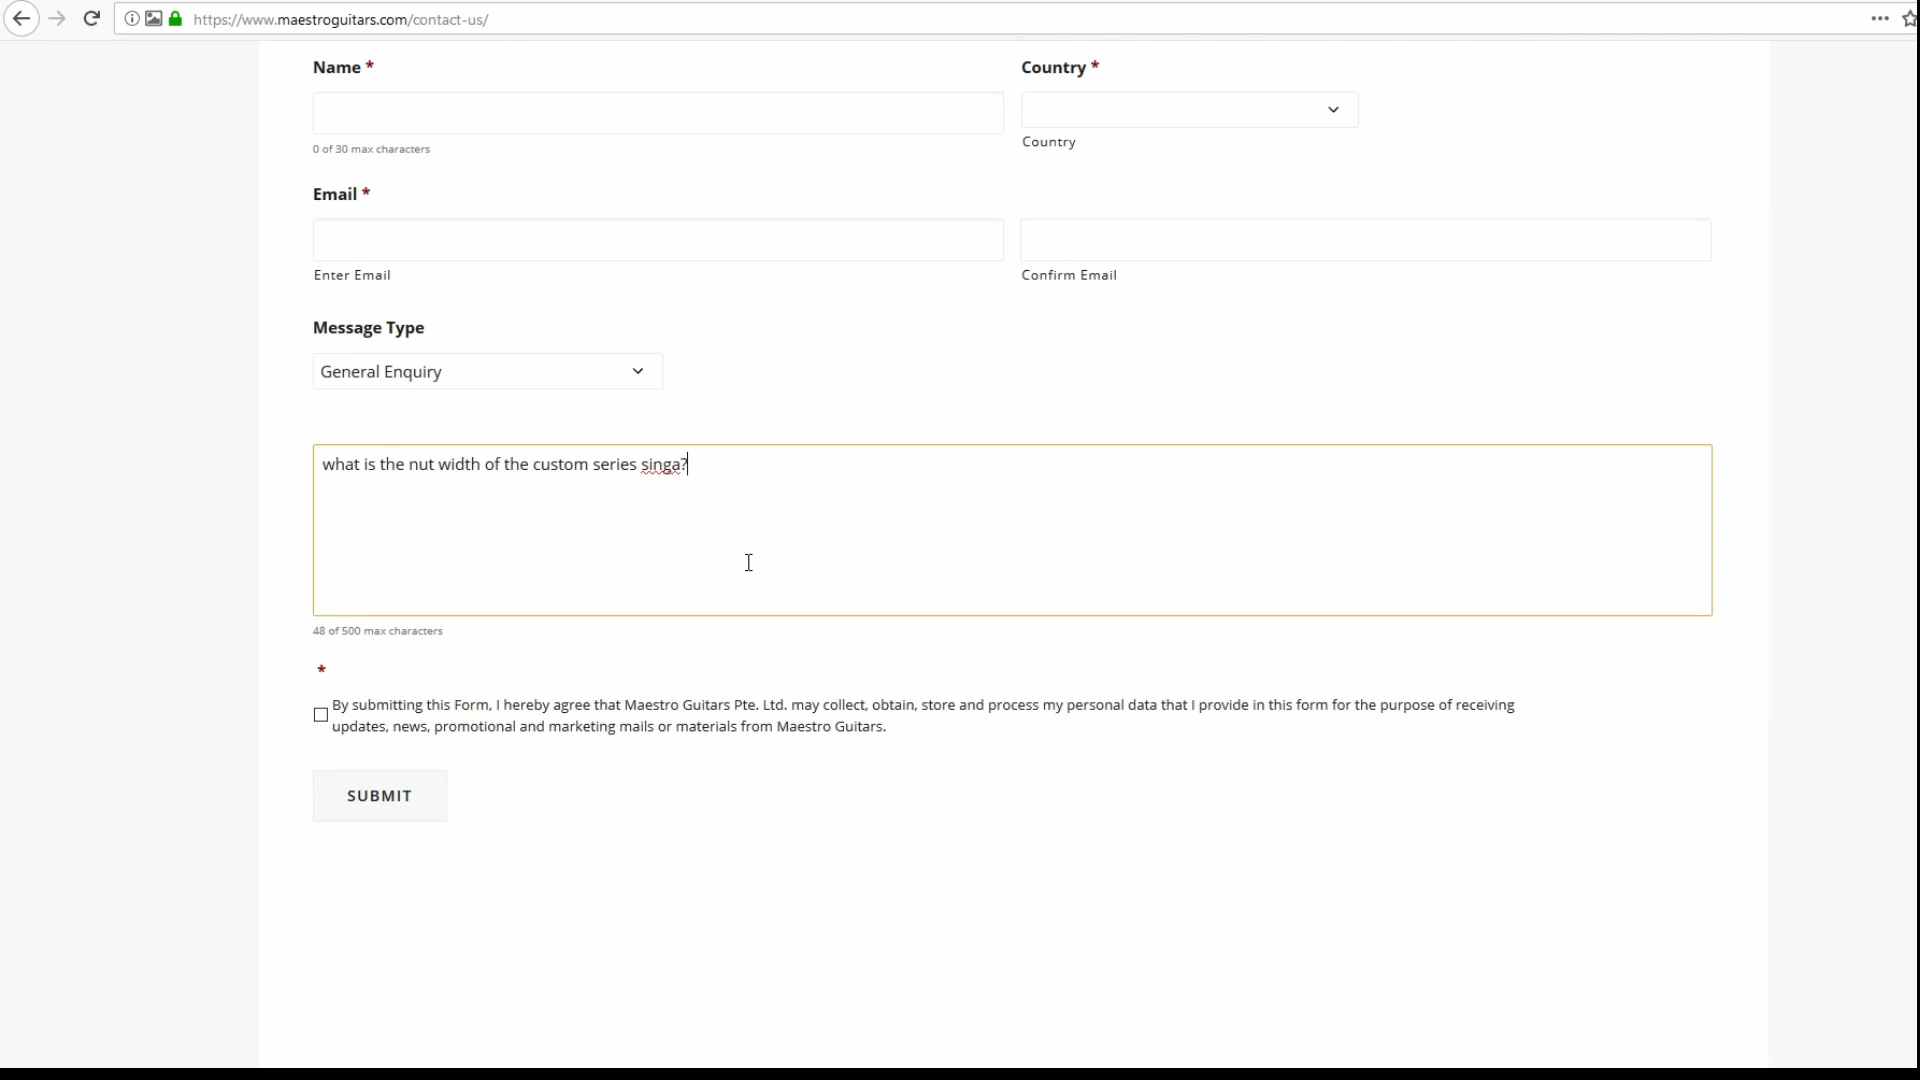 https://www.maestroguitars.com/contact-us/
Name * Country *
0 of 30 max characters
Country
Email *
Enter Email Confirm Email
Message Type
General Enquiry
what is the nut width of the custom series singa?
48 of 500 max characters
*
By submitting this Form, I hereby agree that Maestro Guitars Pte. Ltd. may collect, obtain, store and process my personal data that I provide in this form for the purpose of receiving
updates, news, promotional and marketing mails or materials from Maestro Guitars.
SUBMIT